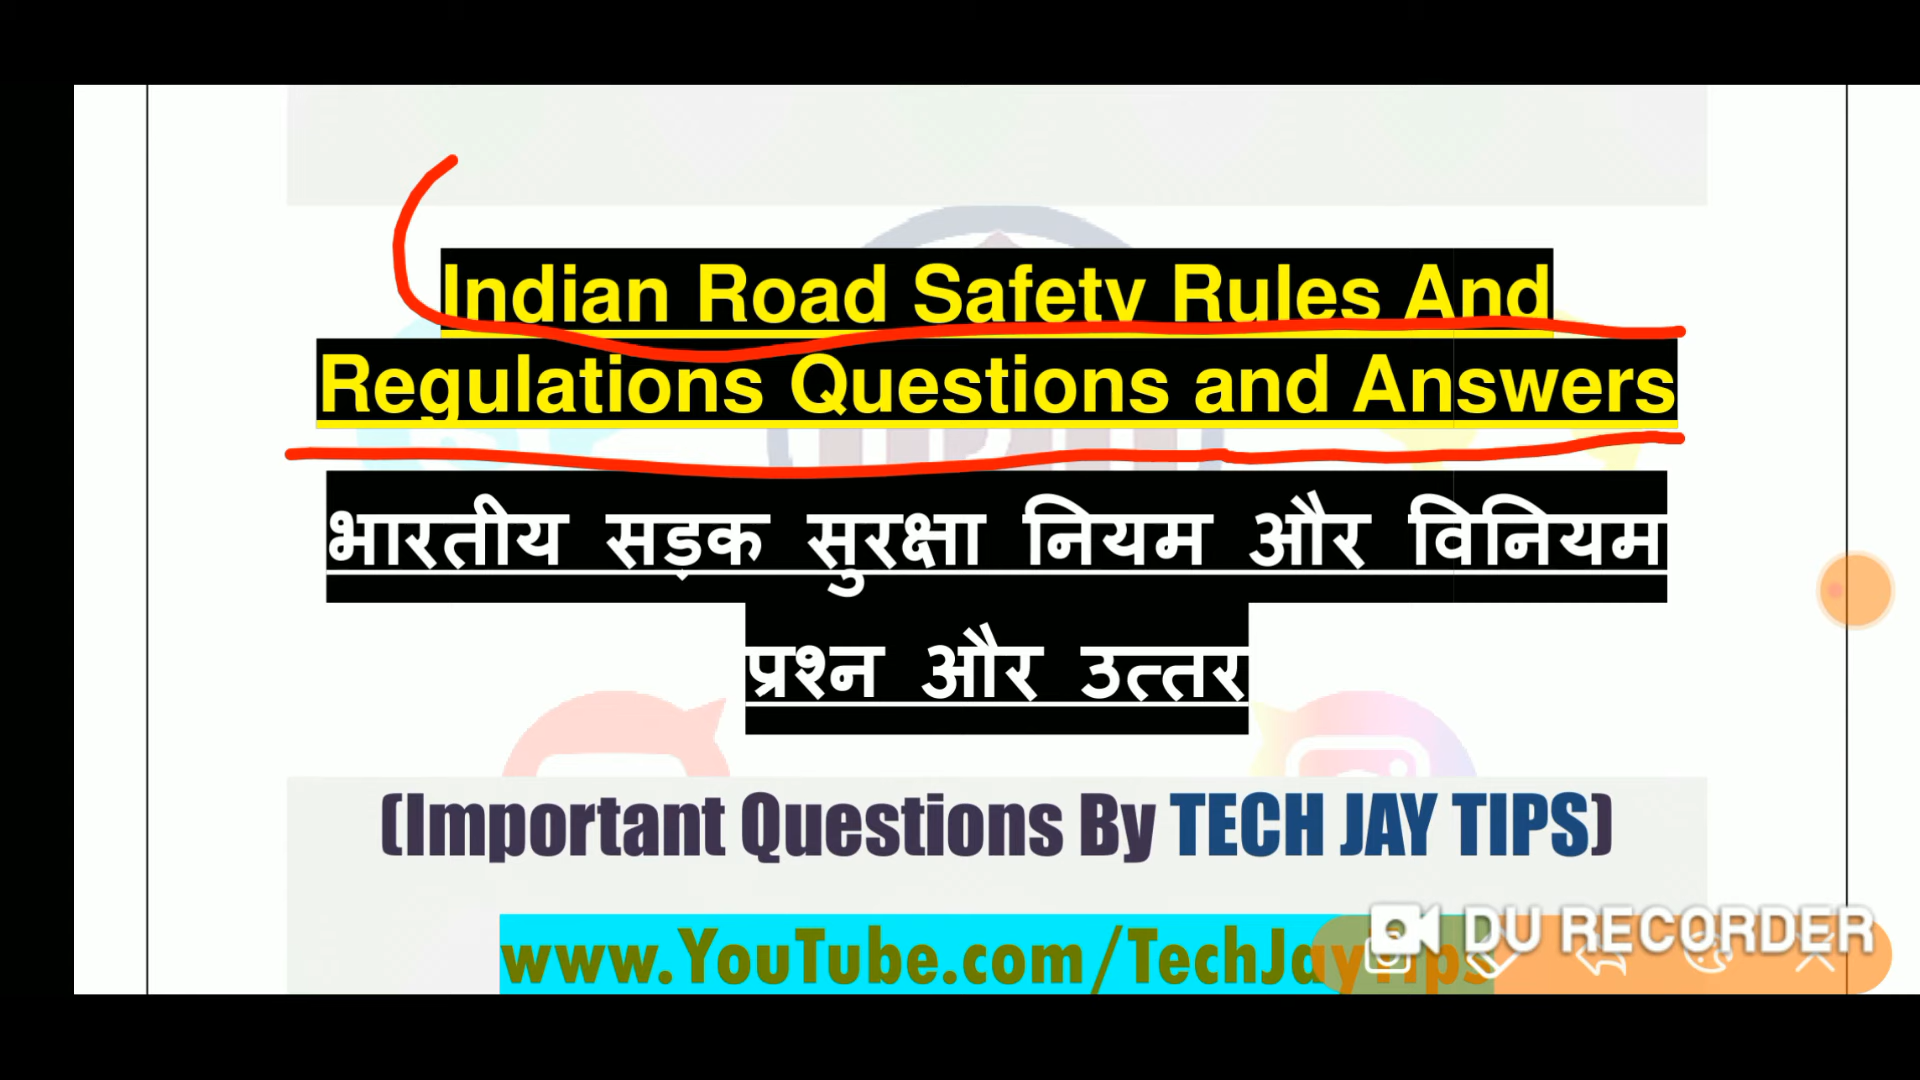 Indian Road Safety Rules And
Regulations Questions and Answers
भारतीय सड़क सुरक्षा नियम और विनियम
प्रश्न और उत्तर
(Important Questions By TECH JAY TIPS)
www.YouTube.com/TechJayTips
DU RECORDER